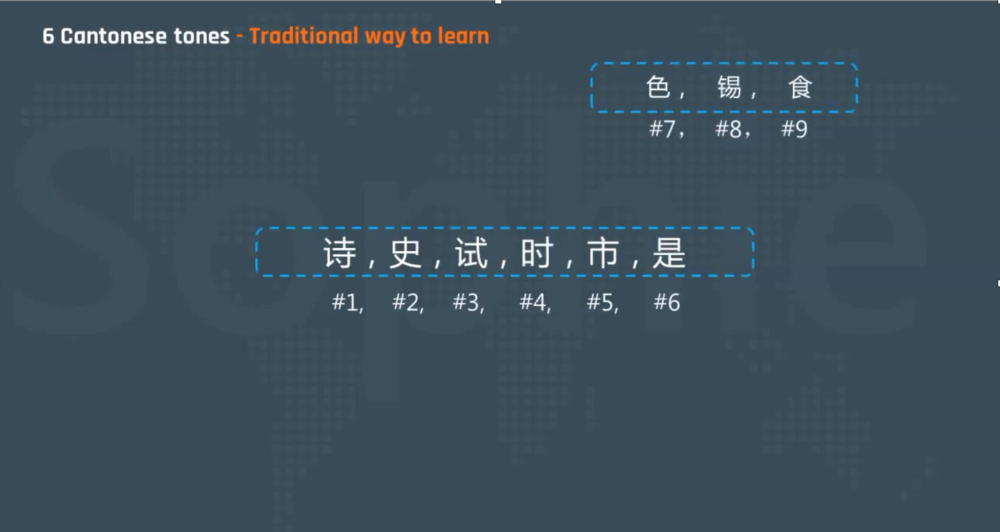 6 Cantonese tones - Traditional way to learn
色, 锡, 食
#7, #8, #9
诗, 史, 试, 时, 市, 是
#1, #2, #3, #4, #5, #6
Sophie